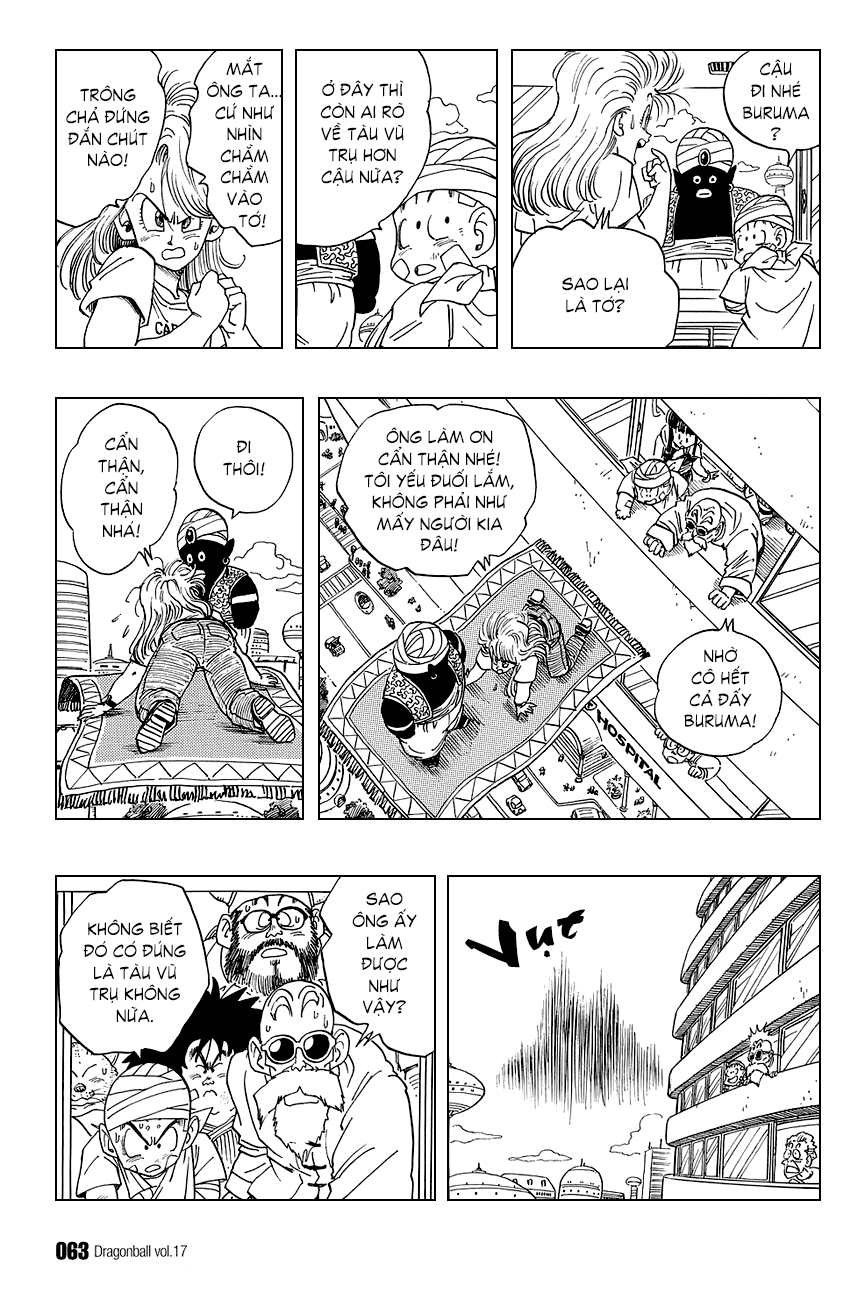 CẬU
ĐI NHÉ
BURUMA
?
SAO LẠI
LÀ TỚ?
Ở ĐÂY THÌ
CÒN AI RÕ
VỀ TÀU VŨ
TRỤ HƠN
CẬU NỮA?
MẮT
ÔNG TA...
CỨ NHƯ
NHÌN
CHẰM
CHẰM
VÀO
TỚ!
TRÔNG
CHẢ ĐỨNG
ĐẮN CHÚT
NÀO!
CAP
ÔNG LÀM ƠN
CẨN THẬN NHÉ!
TÔI YẾU ĐUỐI LẮM,
KHÔNG PHẢI NHƯ
MẤY NGƯỜI KIA
ĐÂU!
NHỜ
CÔ HẾT
CẢ ĐẤY
BURUMA!
HOSPITAL
ĐI
THÔI!
CẨN
THẬN,
CẨN
THẬN
NHÁ!
VỤT
SAO
ÔNG ẤY
LÀM
ĐƯỢC
NHƯ
VẬY?
KHÔNG BIẾT
ĐÓ CÓ ĐÚNG
LÀ TÀU VŨ
TRỤ KHÔNG
NỮA.
063 Dragonball vol.17